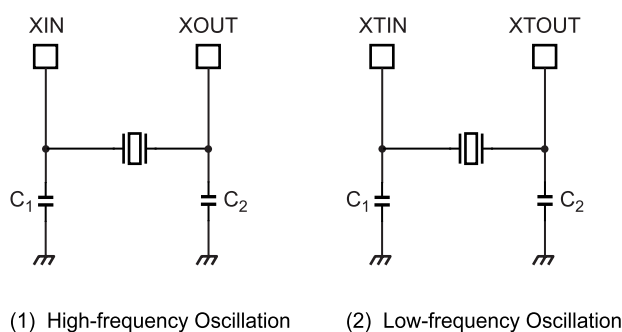 XIN XOUT XTIN XTOUT
C1 C2 C1 C2
(1) High-frequency Oscillation (2) Low-frequency Oscillation